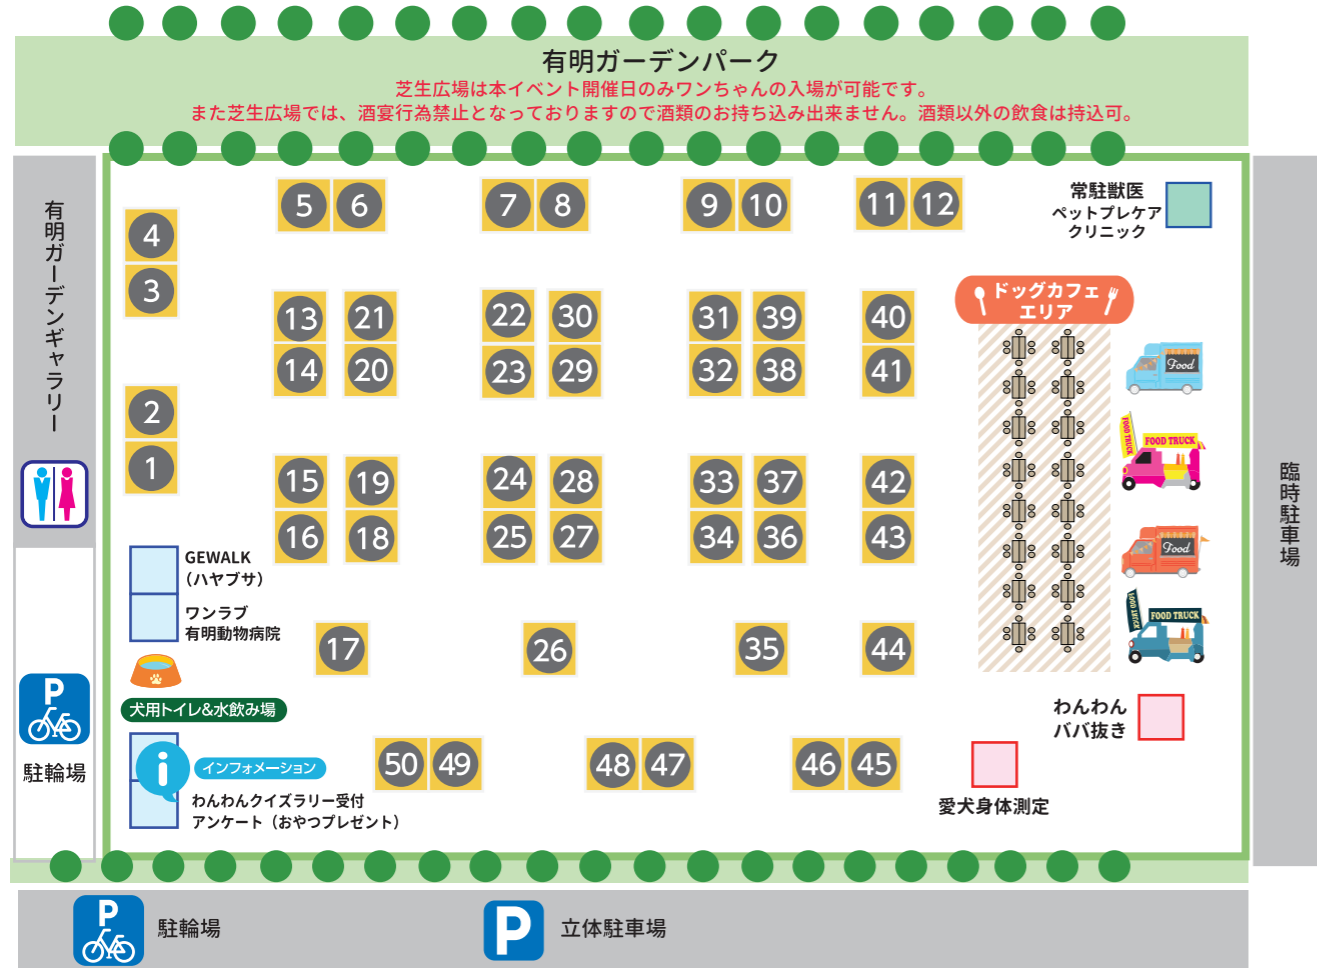 有明ガーデンパーク
芝生広場は本イベント開催日のみワンちゃんの入場が可能です。
また芝生広場では、酒宴行為禁止となっておりますので酒類のお持ち込み出来ません。酒類以外の飲食は持込可。
有明ガーデンギャラリー
5 6 7 8 9 10 11 12
常駐獣医
ペットプレケア
クリニック
4
3
ドッグカフェ
エリア
13 21 22 30 31 39 40
14 20 23 29 32 38 41
Food
FOOD TRUCK
FOOD TRUCK
2
1
15 19 24 28 33 37 42
16 18 25 27 34 36 43
Food
FOOD TRUCK
FOOD TRUCK
臨時駐車場
GEWALK
（ハヤブサ）
ワンラブ
有明動物病院
17 26 35 44
犬用トイレ&水飲み場
P
駐輪場
i
インフォメーション
わんわんクイズラリー受付
アンケート（おやつプレゼント）
50 49 48 47 46 45
わんわん
ババ抜き
愛犬身体測定
P
駐輪場
P
立体駐車場